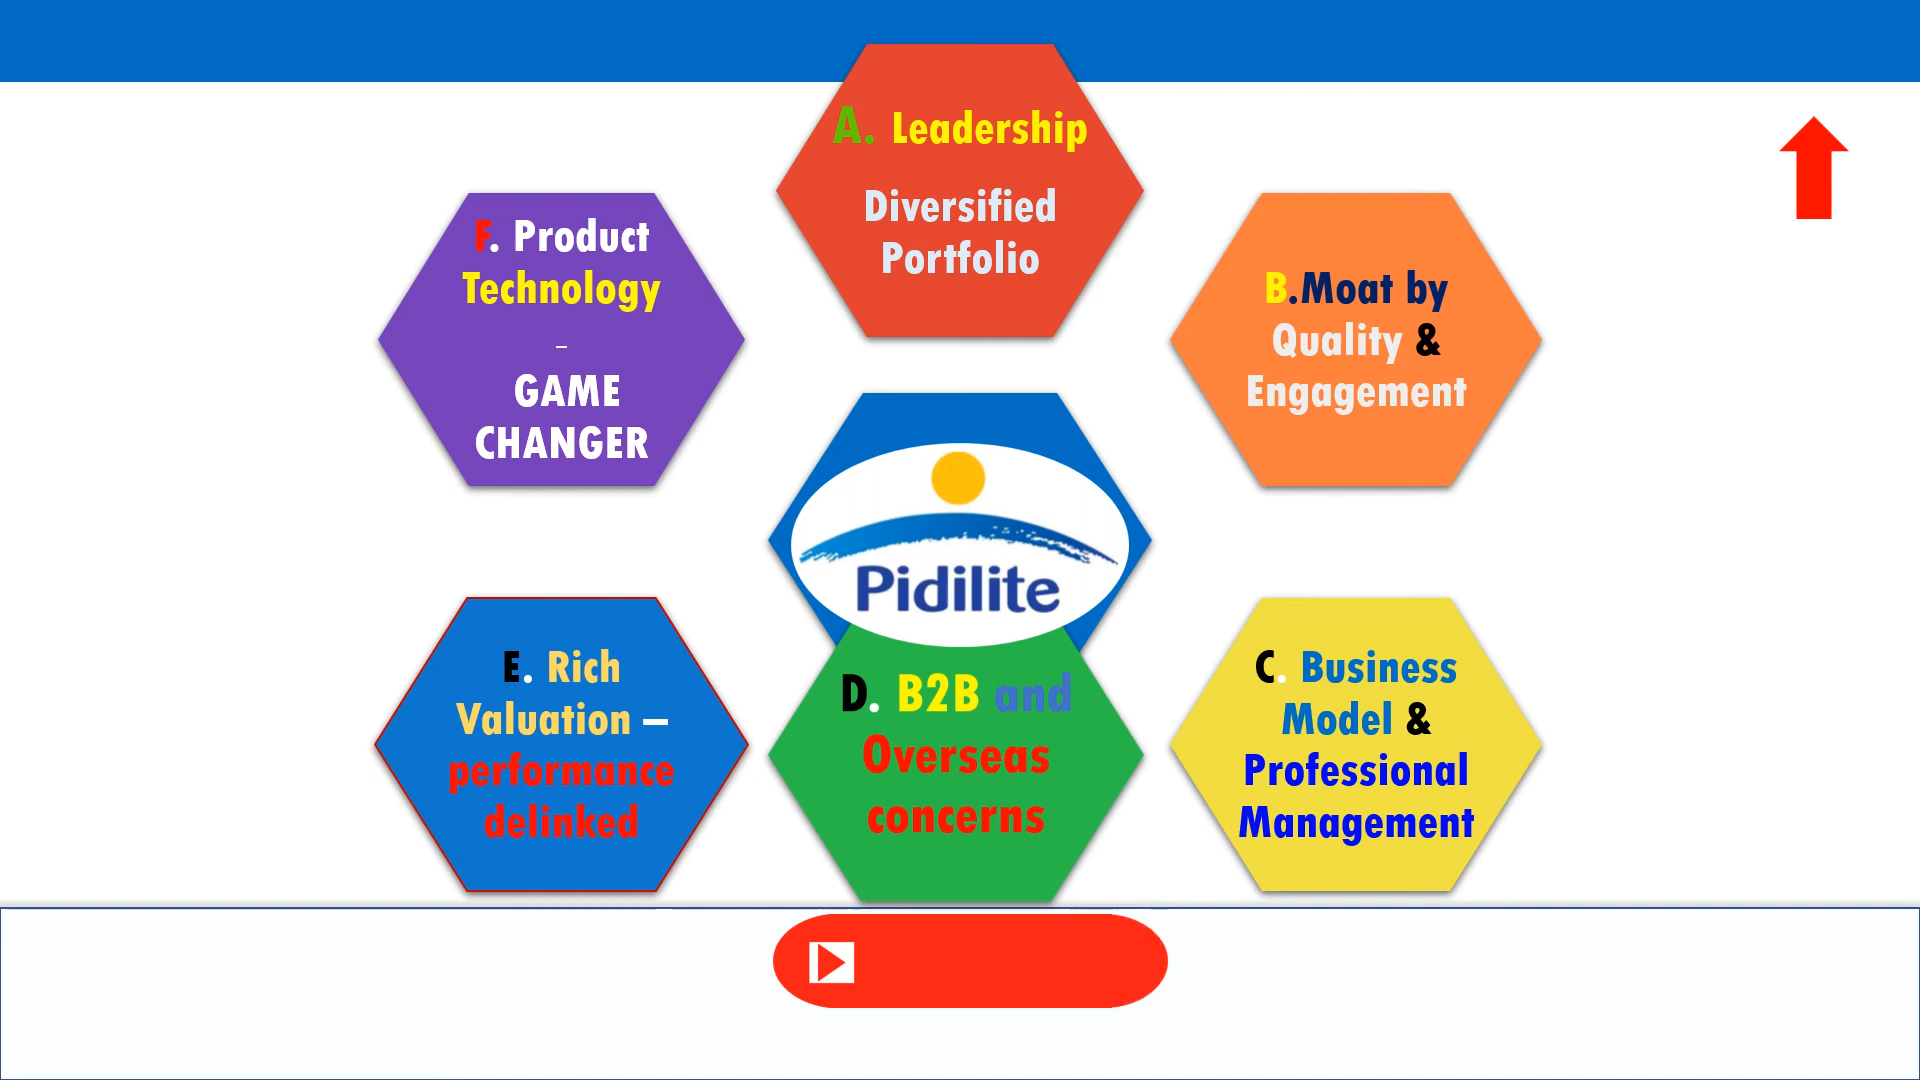 A. Leadership
Diversified
Portfolio
B.Moat by
Quality &
Engagement
C. Business
Model &
Professional
Management
D. B2B and
Overseas
concerns
E. Rich
Valuation –
performance
delinked
F. Product
Technology
–
GAME
CHANGER
Pidilite